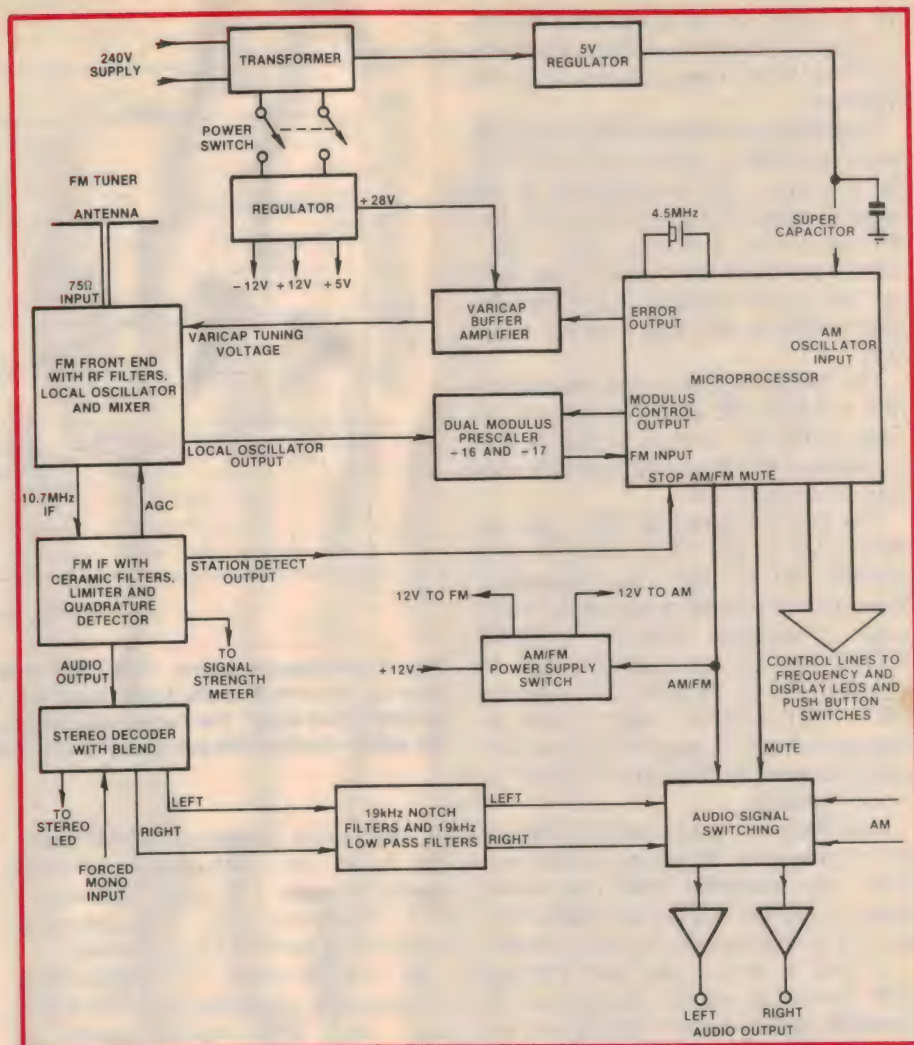 240V
SUPPLY
TRANSFORMER
5V
REGULATOR
POWER
SWITCH
FM TUNER
ANTENNA
REGULATOR
+28V
4.5MHz
SUPER
CAPACITOR
-12V +12V +5V
75Ω
INPUT
VARICAP
BUFFER
AMPLIFIER
ERROR
OUTPUT
VARICAP TUNING
VOLTAGE
AM
OSCILLATOR
INPUT
MICROPROCESSOR
FM FRONT END
WITH RF FILTERS,
LOCAL OSCILLATOR
AND MIXER
MODULUS
CONTROL
OUTPUT
DUAL MODULUS
PRESCALER
-16 AND -17
LOCAL OSCILLATOR
OUTPUT
FM INPUT
STOP AM/FM MUTE
10.7MHz
IF
AGC
FM IF WITH
CERAMIC FILTERS,
LIMITER AND
QUADRATURE
DETECTOR
STATION DETECT
OUTPUT
12V TO FM
12V TO AM
TO
SIGNAL
STRENGTH
METER
+12V
AM/FM
POWER SUPPLY
SWITCH
AM/FM
CONTROL LINES TO
FREQUENCY AND
DISPLAY LEDS AND
PUSH BUTTON
SWITCHES
AUDIO
OUTPUT
MUTE
STEREO DECODER
WITH BLEND
TO
STEREO
LED
FORCED
MONO
INPUT
LEFT
RIGHT
19kHz NOTCH
FILTERS AND 19kHz
LOW PASS FILTERS
LEFT
RIGHT
AUDIO SIGNAL
SWITCHING
AM
LEFT RIGHT
AUDIO OUTPUT